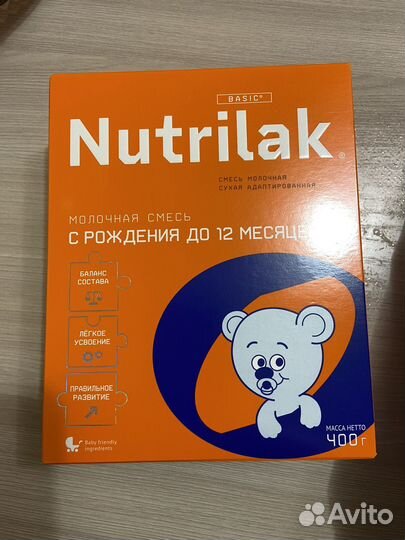 BASIC®
Nutrilak®
СМЕСЬ МОЛОЧНАЯ
СУХАЯ АДАПТИРОВАННАЯ
МОЛОЧНАЯ СМЕСЬ
С РОЖДЕНИЯ ДО 12 МЕСЯЦЕ
БАЛАНС
СОСТАВА
ЛЁГКОЕ
УСВОЕНИЕ
ПРАВИЛЬНОЕ
РАЗВИТИЕ
Baby friendly
ingredients
МАССА НЕТТО
400 г
Avito